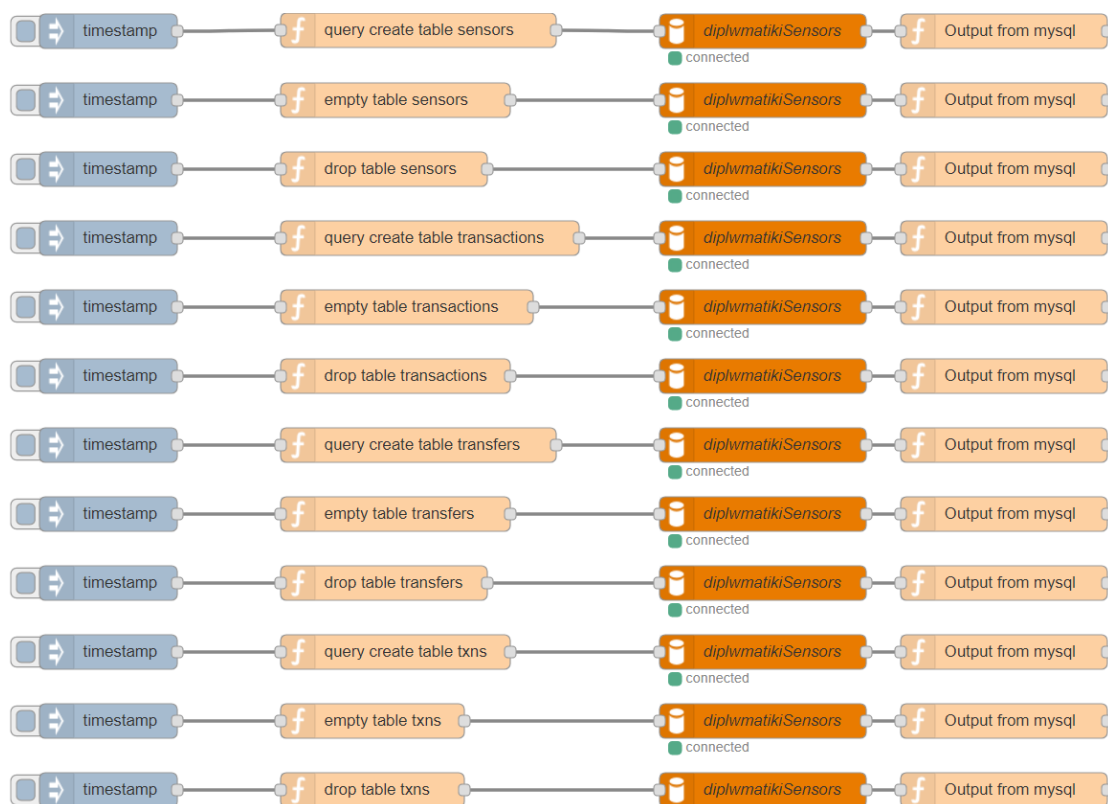 timestamp query create table sensors diplwmatikiSensors Output from mysql
connected
timestamp empty table sensors diplwmatikiSensors Output from mysql
connected
timestamp drop table sensors diplwmatikiSensors Output from mysql
connected
timestamp query create table transactions diplwmatikiSensors Output from mysql
connected
timestamp empty table transactions diplwmatikiSensors Output from mysql
connected
timestamp drop table transactions diplwmatikiSensors Output from mysql
connected
timestamp query create table transfers diplwmatikiSensors Output from mysql
connected
timestamp empty table transfers diplwmatikiSensors Output from mysql
connected
timestamp drop table transfers diplwmatikiSensors Output from mysql
connected
timestamp query create table txns diplwmatikiSensors Output from mysql
connected
timestamp empty table txns diplwmatikiSensors Output from mysql
connected
timestamp drop table txns diplwmatikiSensors Output from mysql